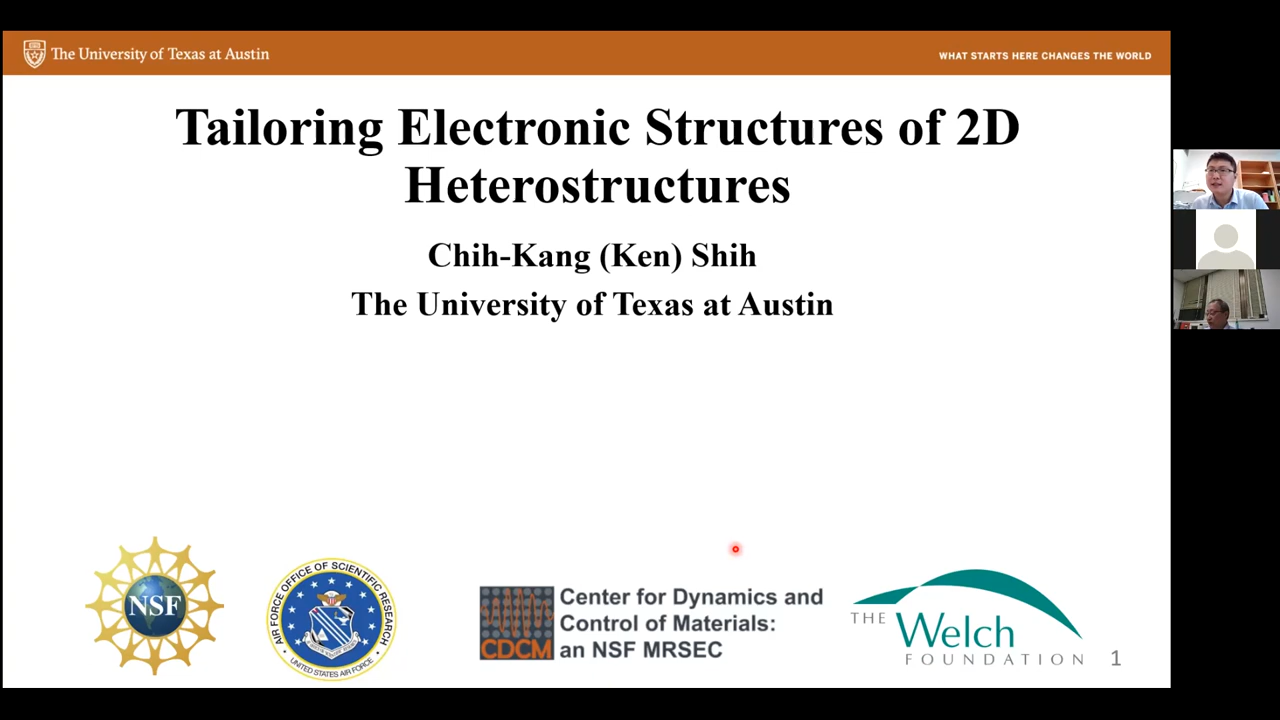 The University of Texas at Austin
WHAT STARTS HERE CHANGES THE WORLD
Tailoring Electronic Structures of 2D
Heterostructures
Chih-Kang (Ken) Shih
The University of Texas at Austin
NSF
AIR FORCE OFFICE OF SCIENTIFIC RESEARCH
UNITED STATES AIR FORCE
CDCM
Center for Dynamics and
Control of Materials:
an NSF MRSEC
THE
Welch
FOUNDATION
1